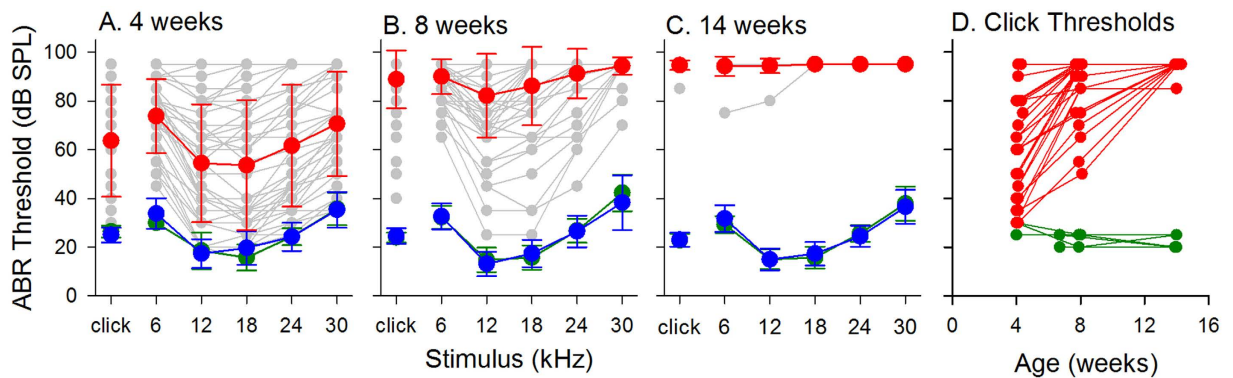 A. 4 weeks
B. 8 weeks
C. 14 weeks
D. Click Thresholds
ABR Threshold (dB SPL)
100
80
60
40
20
0
click 6 12 18 24 30
click 6 12 18 24 30
click 6 12 18 24 30
0 4 8 12 16
Stimulus (kHz)
Age (weeks)